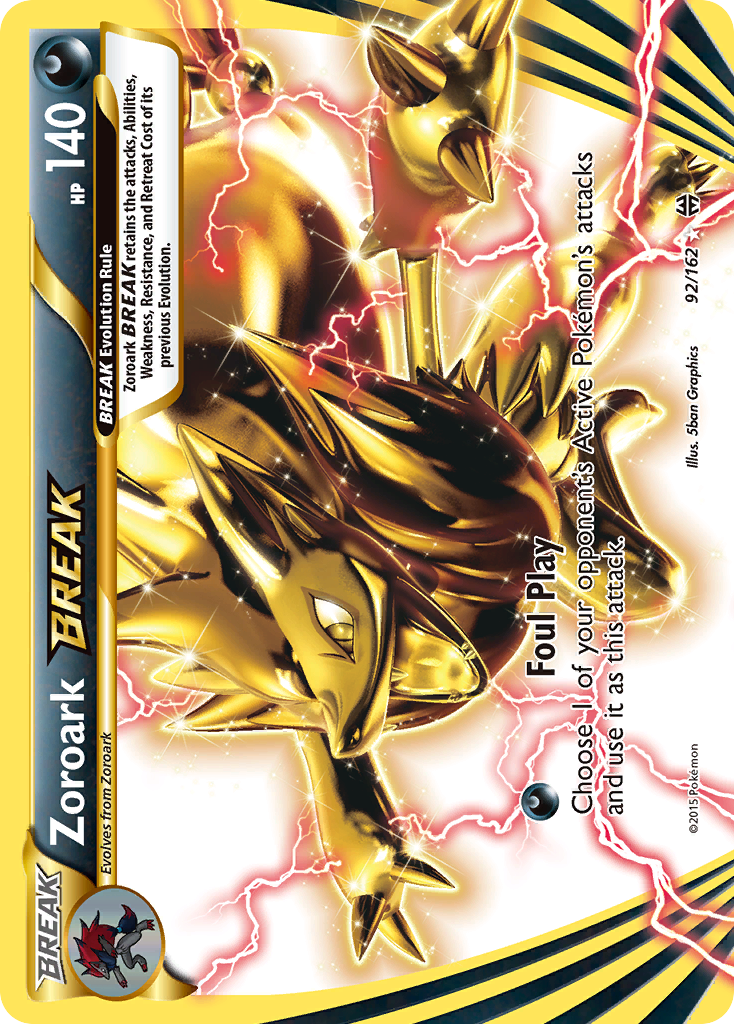 BREAK
Zoroark BREAK HP 140
Evolves from Zoroark
BREAK Evolution Rule
Zoroark BREAK retains the attacks, Abilities,
Weakness, Resistance, and Retreat Cost of its
previous Evolution.
Foul Play
Choose 1 of your opponent's Active Pokémon's attacks
and use it as this attack.
©2015 Pokémon
Illus. 5ban Graphics
92/162